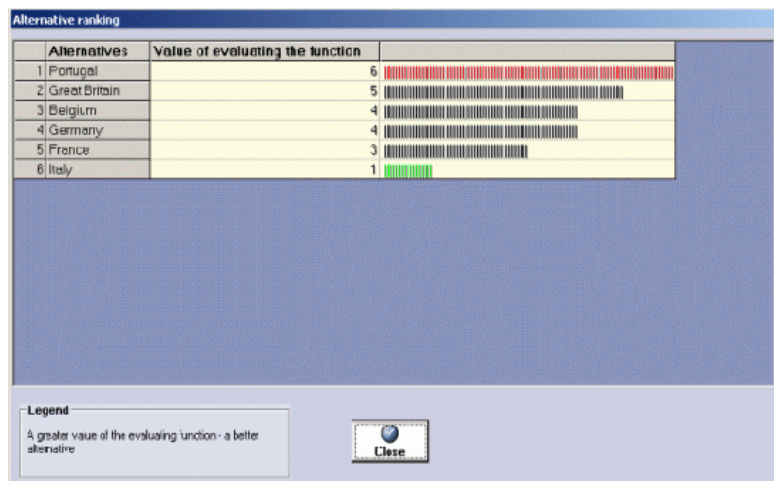 Alternative ranking
Alternatives Value of evaluating the function
1 Portugal 6
2 Great Britain 5
3 Belgium 4
4 Germany 4
5 France 3
6 Italy 1
Legend
A greater value of the evaluating function - a better
alternative
Close